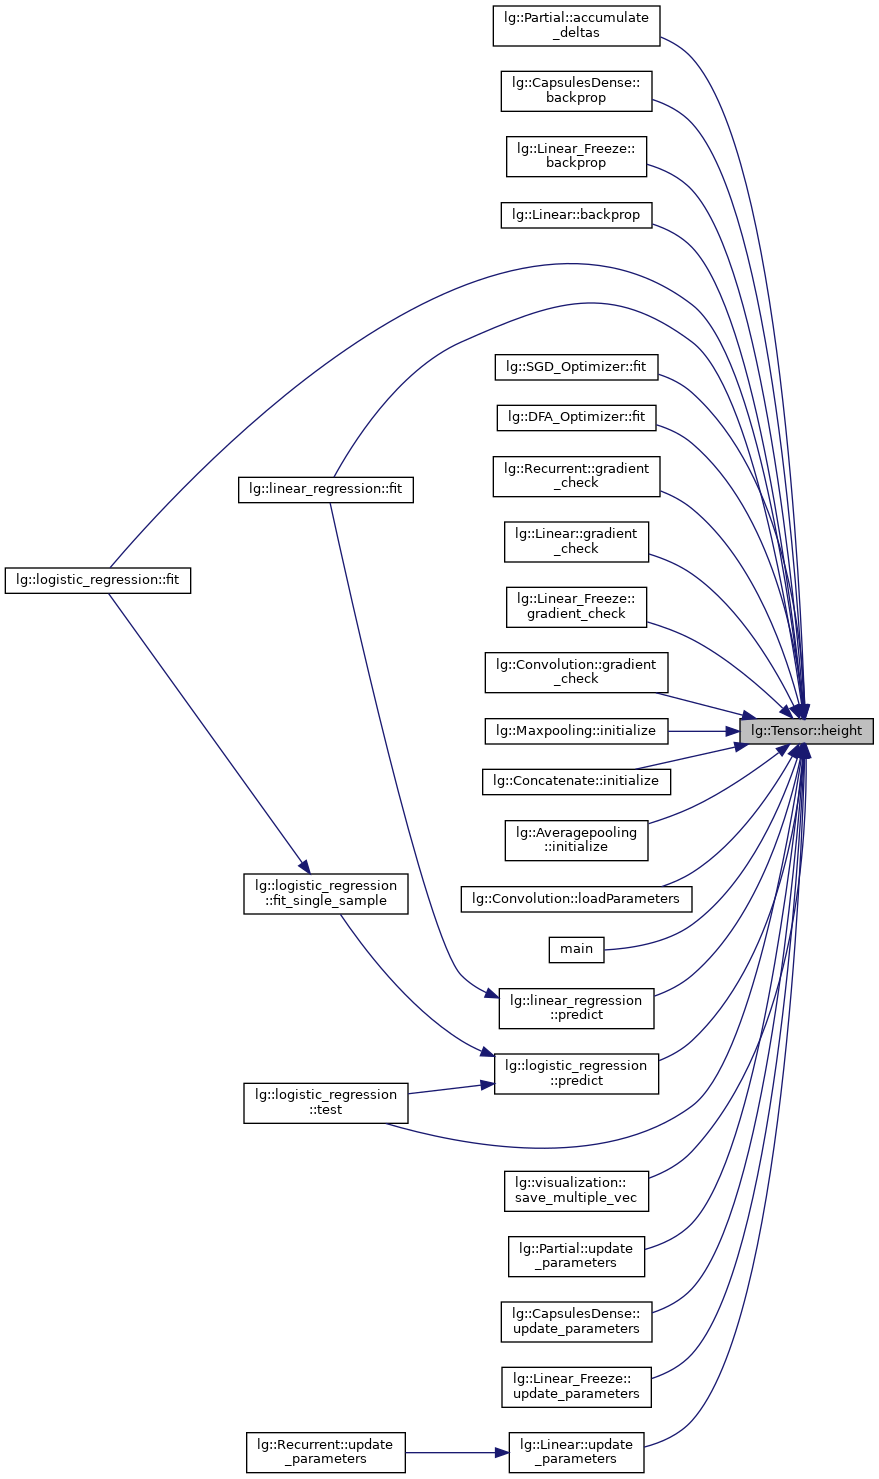 lg::Partial::accumulate
_deltas
lg::CapsulesDense::
backprop
lg::Linear_Freeze::
backprop
lg::Linear::backprop
lg::SGD_Optimizer::fit
lg::DFA_Optimizer::fit
lg::Recurrent::gradient
_check
lg::linear_regression::fit
lg::Linear::gradient
_check
lg::logistic_regression::fit
lg::Linear_Freeze::
gradient_check
lg::Convolution::gradient
_check
lg::Maxpooling::initialize
lg::Tensor::height
lg::Concatenate::initialize
lg::Averagepooling
::initialize
lg::logistic_regression
::fit_single_sample
lg::Convolution::loadParameters
main
lg::linear_regression
::predict
lg::logistic_regression
::predict
lg::logistic_regression
::test
lg::visualization::
save_multiple_vec
lg::Partial::update
_parameters
lg::CapsulesDense::
update_parameters
lg::Linear_Freeze::
update_parameters
lg::Recurrent::update
_parameters
lg::Linear::update
_parameters